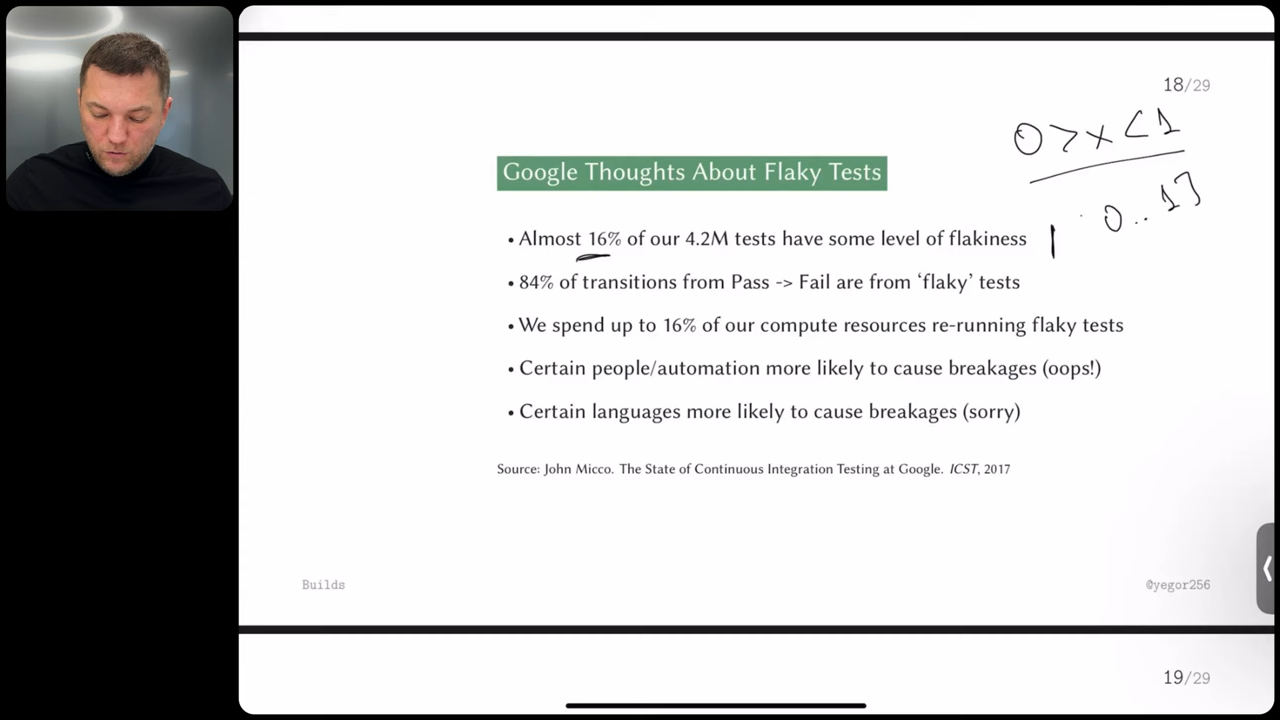 18/29
0>x<1
0..1]
Google Thoughts About Flaky Tests
• Almost 16% of our 4.2M tests have some level of flakiness
• 84% of transitions from Pass -> Fail are from ‘flaky’ tests
• We spend up to 16% of our compute resources re-running flaky tests
• Certain people/automation more likely to cause breakages (oops!)
• Certain languages more likely to cause breakages (sorry)
Source: John Micco. The State of Continuous Integration Testing at Google. ICST, 2017
Builds
@yegor256
19/29